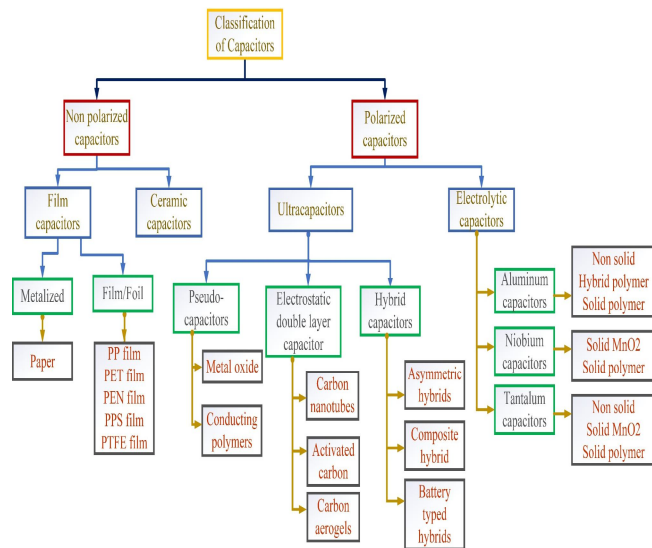 Classification
of Capacitors
Non polarized
capacitors
Polarized
capacitors
Film
capacitors
Ceramic
capacitors
Ultracapacitors
Electrolytic
capacitors
Metalized
Film/Foil
Pseudo-
capacitors
Electrostatic
double layer
capacitor
Hybrid
capacitors
Aluminum
capacitors
Non solid
Hybrid polymer
Solid polymer
Niobium
capacitors
Solid MnO2
Solid polymer
Tantalum
capacitors
Non solid
Solid MnO2
Solid polymer
Paper
PP film
PET film
PEN film
PPS film
PTFE film
Metal oxide
Conducting
polymers
Carbon
nanotubes
Activated
carbon
Carbon
aerogels
Asymmetric
hybrids
Composite
hybrid
Battery
typed hybrids